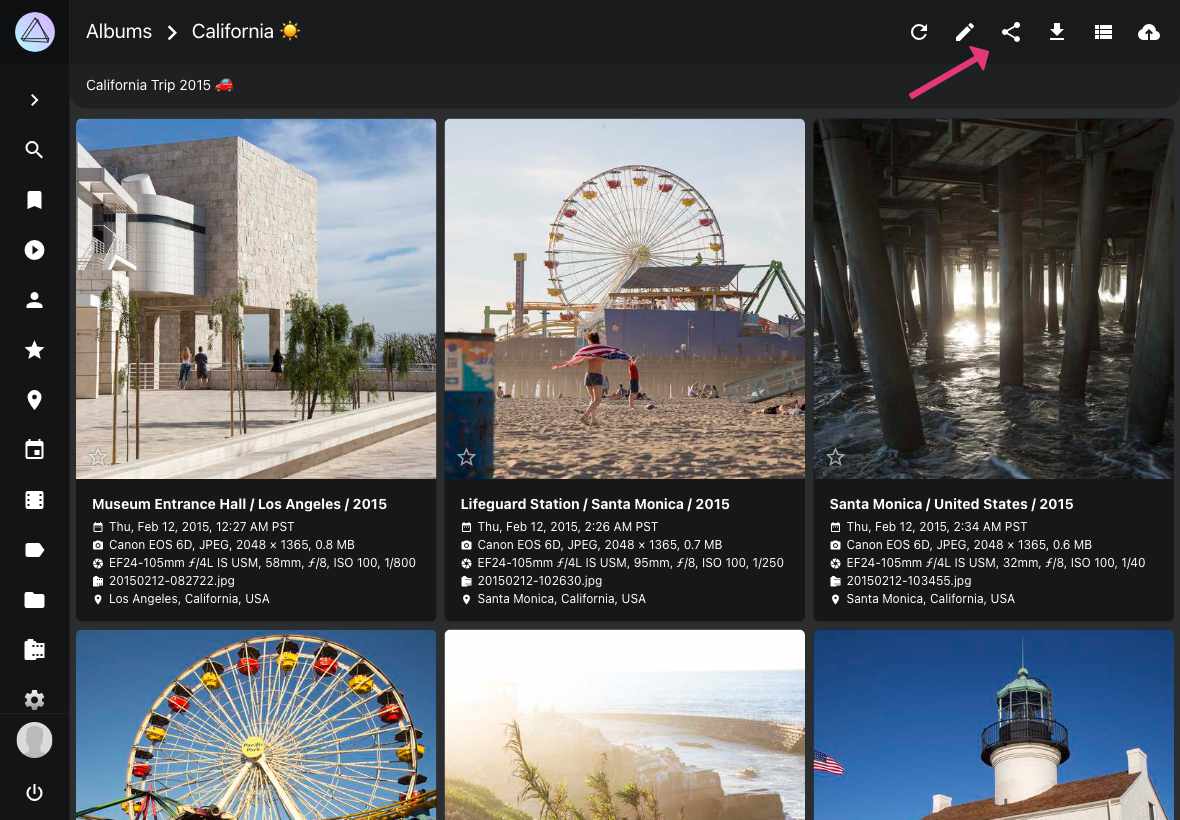 Albums > California ☀️
California Trip 2015 🚗
Museum Entrance Hall / Los Angeles / 2015
Thu, Feb 12, 2015, 12:27 AM PST
Canon EOS 6D, JPEG, 2048 × 1365, 0.8 MB
EF24-105mm ƒ/4L IS USM, 58mm, ƒ/8, ISO 100, 1/800
20150212-082722.jpg
Los Angeles, California, USA
Lifeguard Station / Santa Monica / 2015
Thu, Feb 12, 2015, 2:26 AM PST
Canon EOS 6D, JPEG, 2048 × 1365, 0.7 MB
EF24-105mm ƒ/4L IS USM, 95mm, ƒ/8, ISO 100, 1/250
20150212-102630.jpg
Santa Monica, California, USA
Santa Monica / United States / 2015
Thu, Feb 12, 2015, 2:34 AM PST
Canon EOS 6D, JPEG, 2048 × 1365, 0.6 MB
EF24-105mm ƒ/4L IS USM, 32mm, ƒ/8, ISO 100, 1/40
20150212-103455.jpg
Santa Monica, California, USA
Pacific
Park